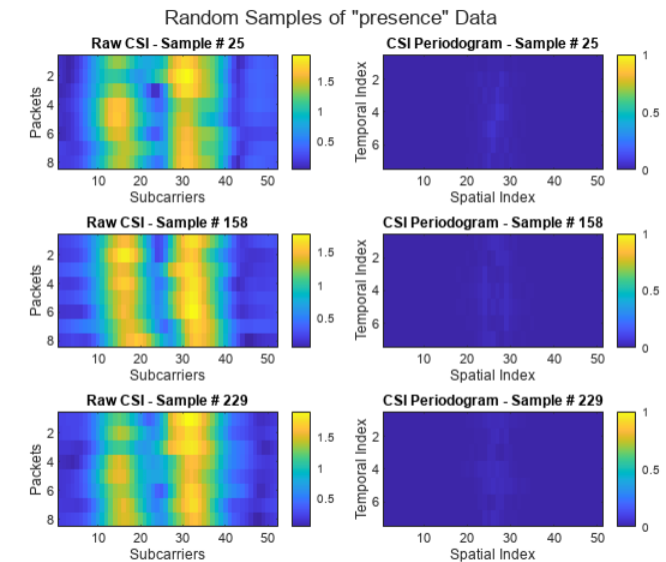 Random Samples of "presence" Data
Raw CSI - Sample # 25
Packets
2
4
6
8
10 20 30 40 50
Subcarriers
1.5
1
0.5
CSI Periodogram - Sample # 25
Temporal Index
2
4
6
Spatial Index
1
0.5
0
Raw CSI - Sample # 158
Packets
2
4
6
8
10 20 30 40 50
Subcarriers
1.5
1
0.5
CSI Periodogram - Sample # 158
Temporal Index
2
4
6
10 20 30 40 50
Spatial Index
1
0.5
0
Raw CSI - Sample # 229
Packets
2
4
6
8
10 20 30 40 50
Subcarriers
1.5
1
0.5
CSI Periodogram - Sample # 229
Temporal Index
2
4
6
10 20 30 40 50
Spatial Index
1
0.5
0